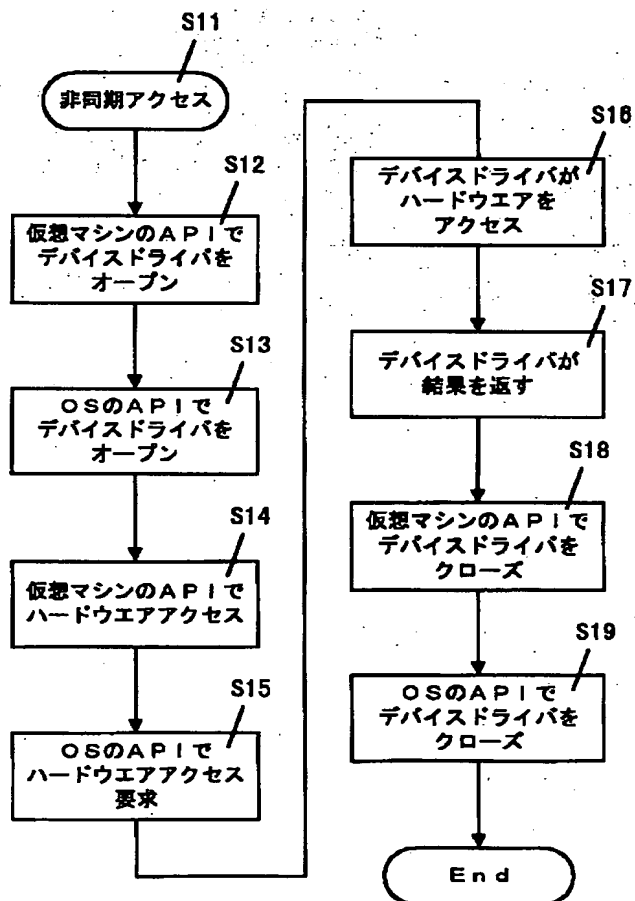 S11
非同期アクセス
S12
仮想マシンのAPIで
デバイスドライバを
オープン
S13
OSのAPIで
デバイスドライバを
オープン
S14
仮想マシンのAPIで
ハードウエアアクセス
S15
OSのAPIで
ハードウエアアクセス
要求
S16
デバイスドライバが
ハードウエアを
アクセス
S17
デバイスドライバが
結果を返す
S18
仮想マシンのAPIで
デバイスドライバを
クローズ
S19
OSのAPIで
デバイスドライバを
クローズ
End